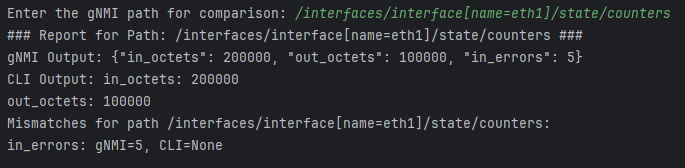 Enter the gNMI path for comparison: /interfaces/interface[name=eth1]/state/counters
### Report for Path: /interfaces/interface[name=eth1]/state/counters ###
gNMI Output: {"in_octets": 200000, "out_octets": 100000, "in_errors": 5}
CLI Output: in_octets: 200000
out_octets: 100000
Mismatches for path /interfaces/interface[name=eth1]/state/counters:
in_errors: gNMI=5, CLI=None